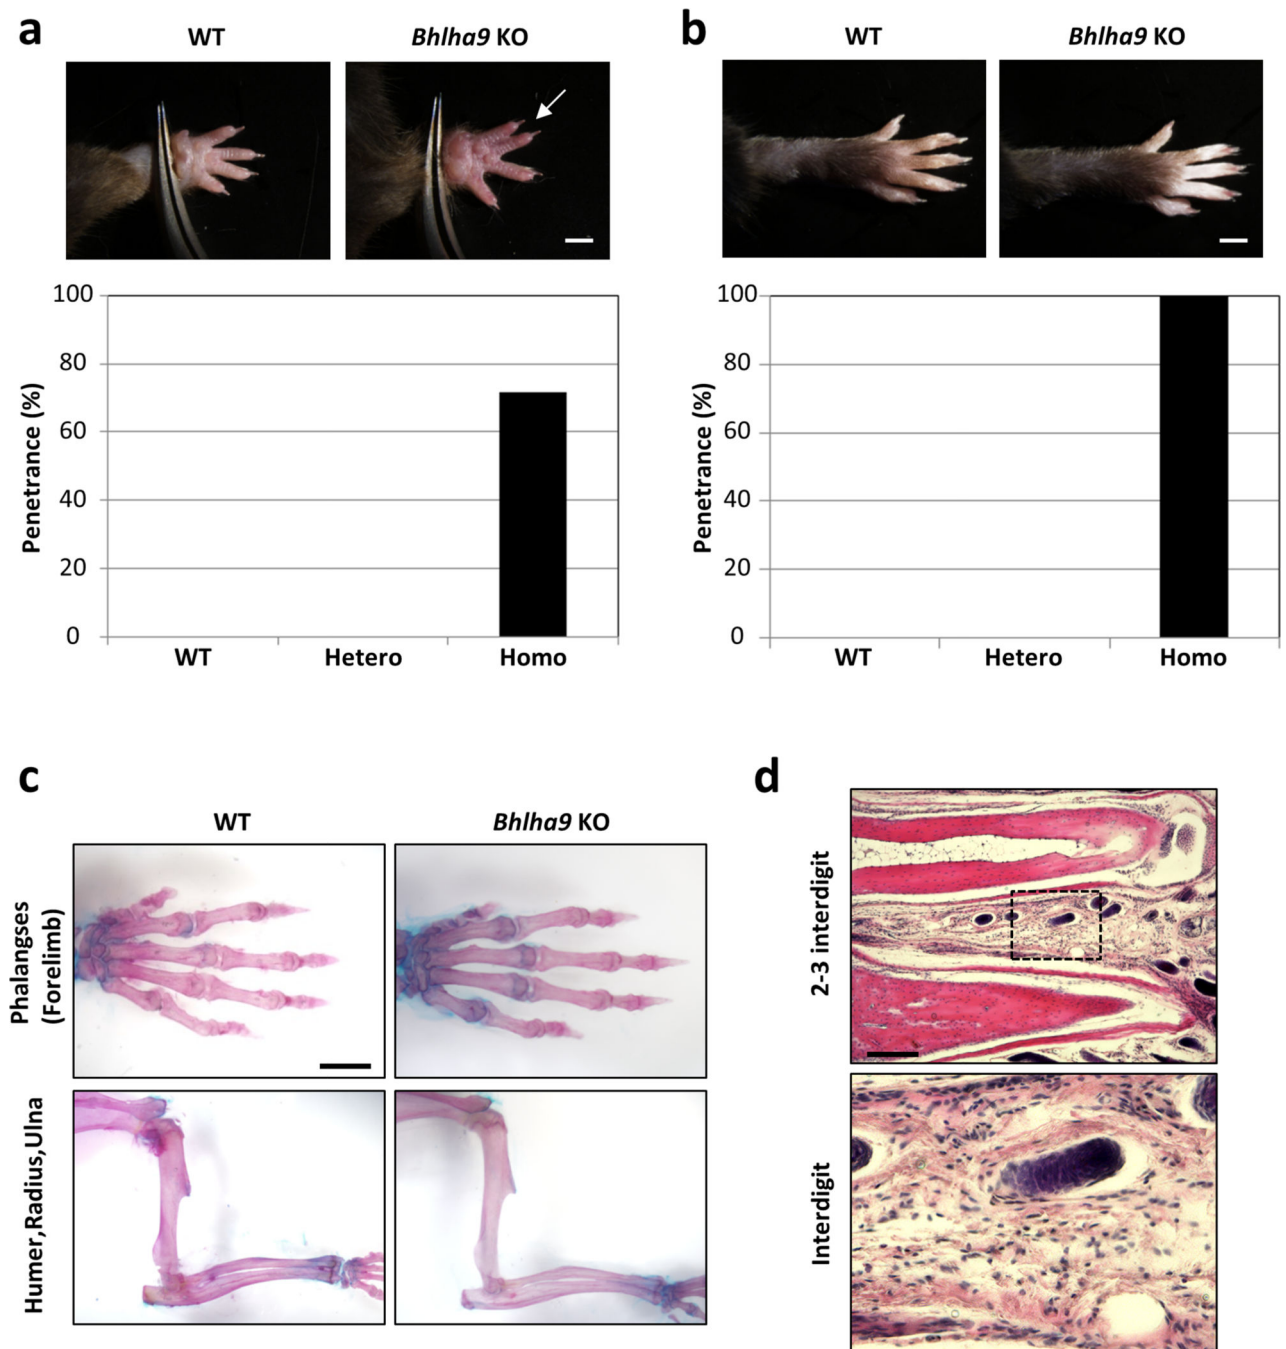 a
WT
Bhlha9 KO
100
80
60
40
20
0
Penetrance (%)
WT
Hetero
Homo
b
WT
Bhlha9 KO
100
80
60
40
20
0
Penetrance (%)
WT
Hetero
Homo
c
WT
Bhlha9 KO
Phalangses
(Forelimb)
Humer,Radius,Ulna
d
2-3 interdigit
Interdigit